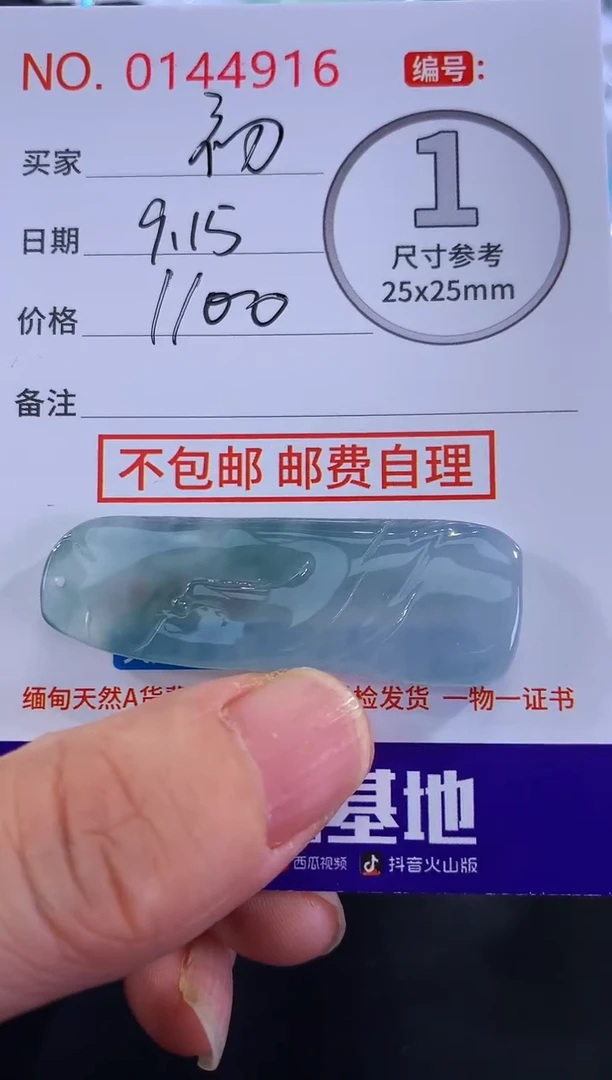 NO. 0144916 编号:
买家 初
日期 9.15
价格 1100
备注
1
尺寸参考
25x25mm
不包邮 邮费自理
缅甸天然A货 检发货 一物一证书
基地
西瓜视频 抖音火山版